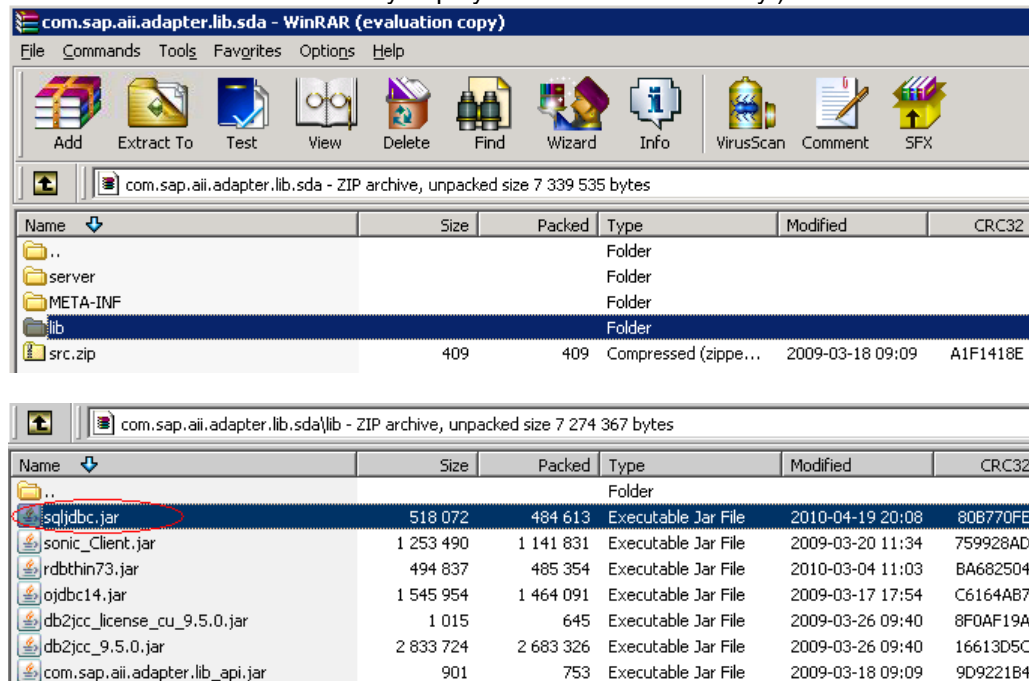 com.sap.aii.adapter.lib.sda - WinRAR (evaluation copy)
File Commands Tools Favorites Options Help
Add Extract To Test View Delete Find Wizard Info VirusScan Comment SFX
com.sap.aii.adapter.lib.sda - ZIP archive, unpacked size 7 339 535 bytes
Name Size Packed Type Modified CRC32
.. Folder
server Folder
META-INF Folder
lib Folder
src.zip 409 409 Compressed (zippe... 2009-03-18 09:09 A1F1418E
com.sap.aii.adapter.lib.sda\lib - ZIP archive, unpacked size 7 274 367 bytes
Name Size Packed Type Modified CRC32
.. Folder
sqljdbc.jar 518 072 484 613 Executable Jar File 2010-04-19 20:08 80B770FE
sonic_Client.jar 1 253 490 1 141 831 Executable Jar File 2009-03-20 11:34 759928AD
rdbthin73.jar 494 837 485 354 Executable Jar File 2010-03-04 11:03 BA682504
ojdbc14.jar 1 545 954 1 464 091 Executable Jar File 2009-03-17 17:54 C6164AB7
db2jcc_license_cu_9.5.0.jar 1 015 645 Executable Jar File 2009-03-26 09:40 8F0AF19A
db2jcc_9.5.0.jar 2 833 724 2 683 326 Executable Jar File 2009-03-26 09:40 16613D5C
com.sap.aii.adapter.lib_api.jar 901 753 Executable Jar File 2009-03-18 09:09 9D9221B4